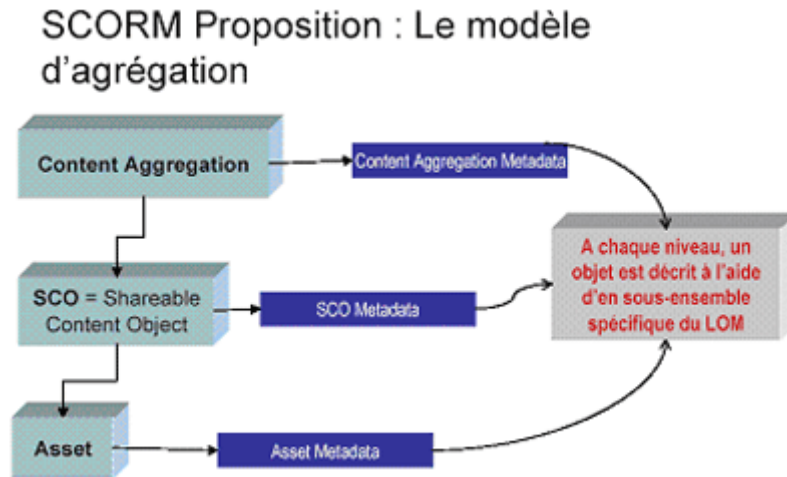 SCORM Proposition : Le modèle
d'agrégation
Content Aggregation
Content Aggregation Metadata
A chaque niveau, un
objet est décrit à l'aide
d'en sous-ensemble
spécifique du LOM
SCO = Shareable
Content Object
SCO Metadata
Asset
Asset Metadata